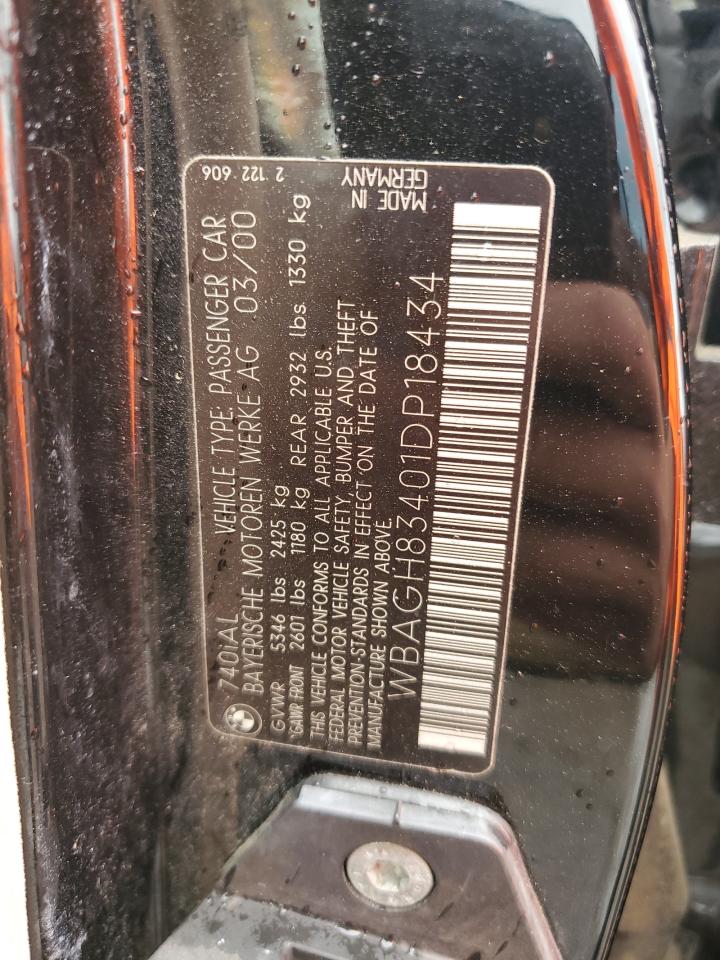 740iAL VEHICLE TYPE: PASSENGER CAR
BAYERISCHE MOTOREN WERKE AG 03/00
2 122 606
GVWR 5346 lbs 2425 kg
GAWR FRONT 2601 lbs 1180 kg REAR 2932 lbs. 1330 kg
THIS VEHICLE CONFORMS TO ALL APPLICABLE U.S.
FEDERAL MOTOR VEHICLE SAFETY, BUMPER AND THEFT
PREVENTION-STANDARDS IN EFFECT ON THE DATE OF
MANUFACTURE SHOWN ABOVE.
MADE IN
GERMANY
WBAGH83401DP18434